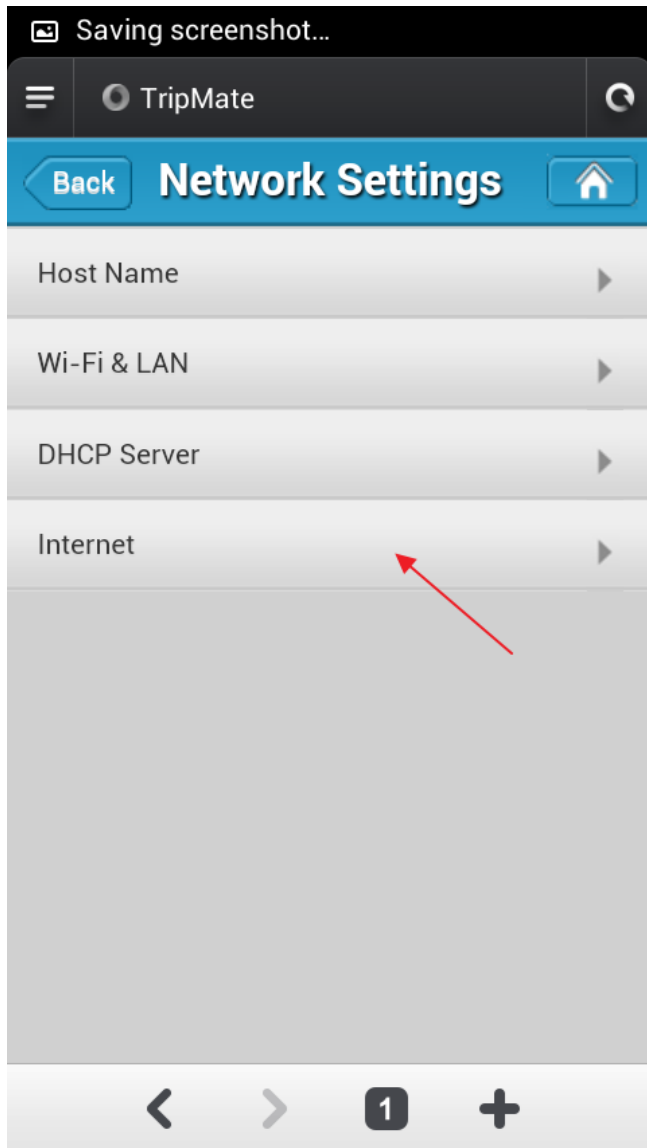 Saving screenshot...
TripMate
Back Network Settings
Host Name
Wi-Fi & LAN
DHCP Server
Internet
1